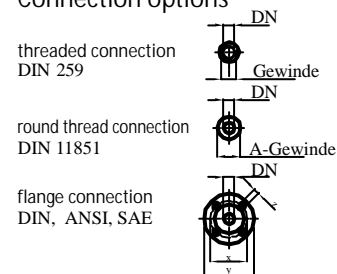 Connection options
DN
threaded connection
DIN 259
Gewinde
DN
round thread connection
DIN 11851
A-Gewinde
DN
flange connection
DIN, ANSI, SAE
z
x
y